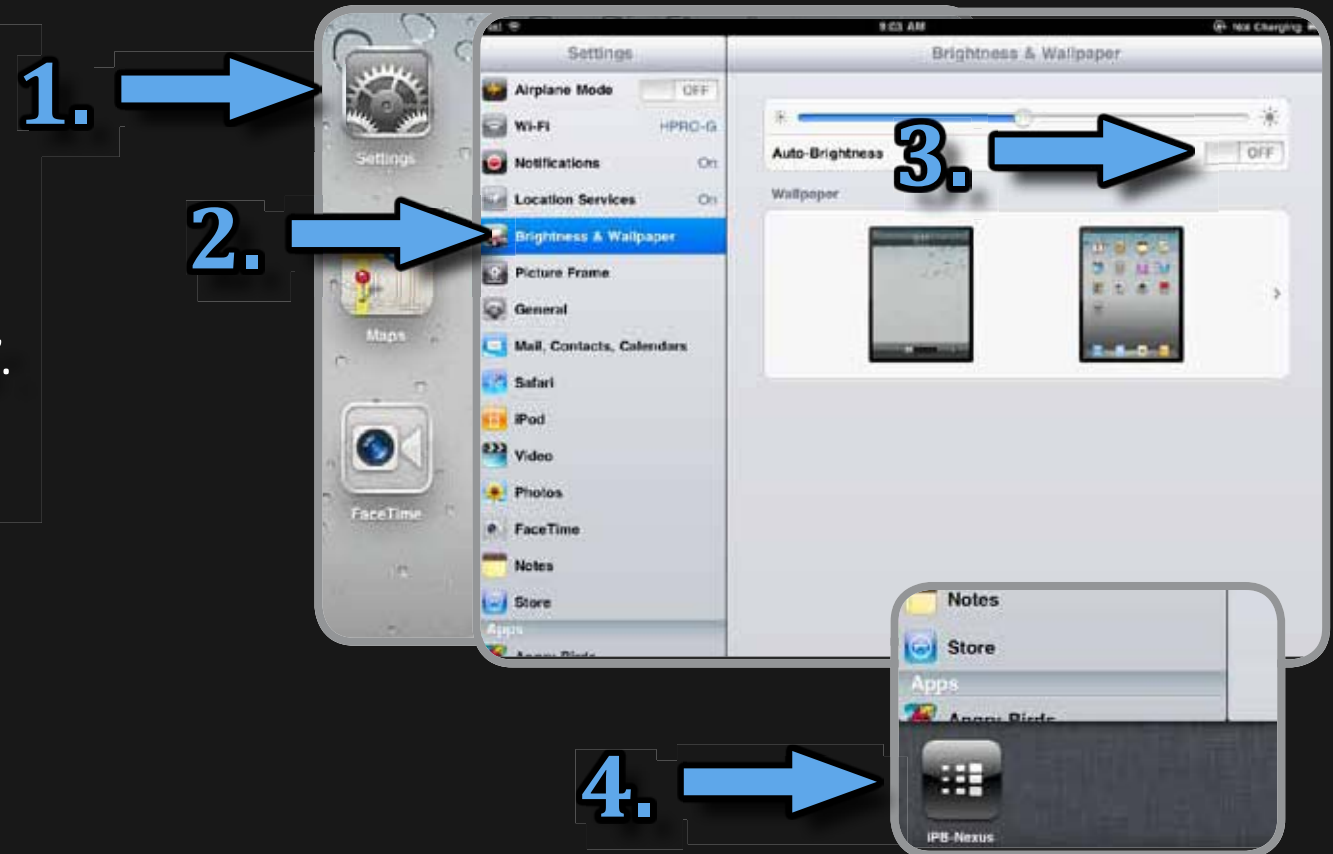 1.
Settings
2.
Maps
FaceTime
9:03 AM
Not Charging
Settings
Airplane Mode OFF
Wi-Fi HPRO-G
Notifications On
Location Services On
Brightness & Wallpaper
Picture Frame
General
Mail, Contacts, Calendars
Safari
iPod
Video
Photos
FaceTime
Notes
Store
Apps
Angry Birds
Brightness & Wallpaper
Auto-Brightness OFF
3.
Wallpaper
Notes
Store
Apps
Angry Birds
4.
iPB-Nexus